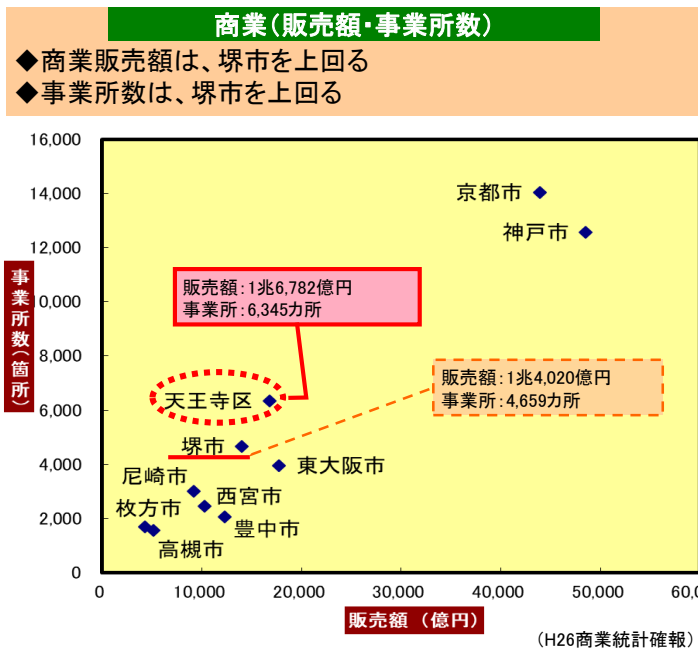 商業(販売額・事業所数)
◆商業販売額は、堺市を上回る
◆事業所数は、堺市を上回る
16,000
14,000
12,000
10,000
8,000
6,000
4,000
2,000
0
事業所数(箇所)
京都市
神戸市
販売額：1兆6,782億円
事業所：6,345カ所
販売額：1兆4,020億円
事業所：4,659カ所
天王寺区
堺市
東大阪市
尼崎市
西宮市
枚方市
豊中市
高槻市
0 10,000 20,000 30,000 40,000 50,000
販売額 (億円)
(H26商業統計確報)